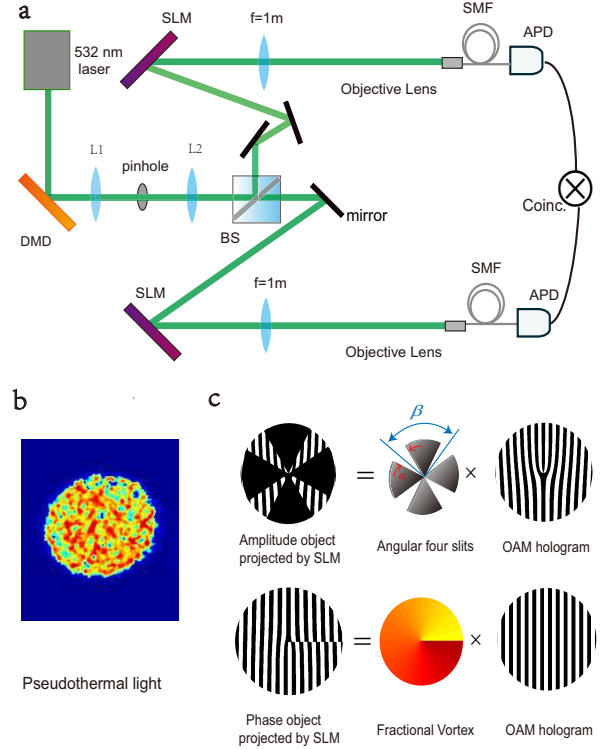 a
SLM
f=1m
SMF
APD
532 nm
laser
Objective Lens
L1
L2
pinhole
Coinc.
DMD
BS
mirror
SLM
f=1m
SMF
APD
Objective Lens
b
c
β
α
=
×
Amplitude object
projected by SLM
Angular four slits
OAM hologram
=
×
Pseudothermal light
Phase object
projected by SLM
Fractional Vortex
OAM hologram